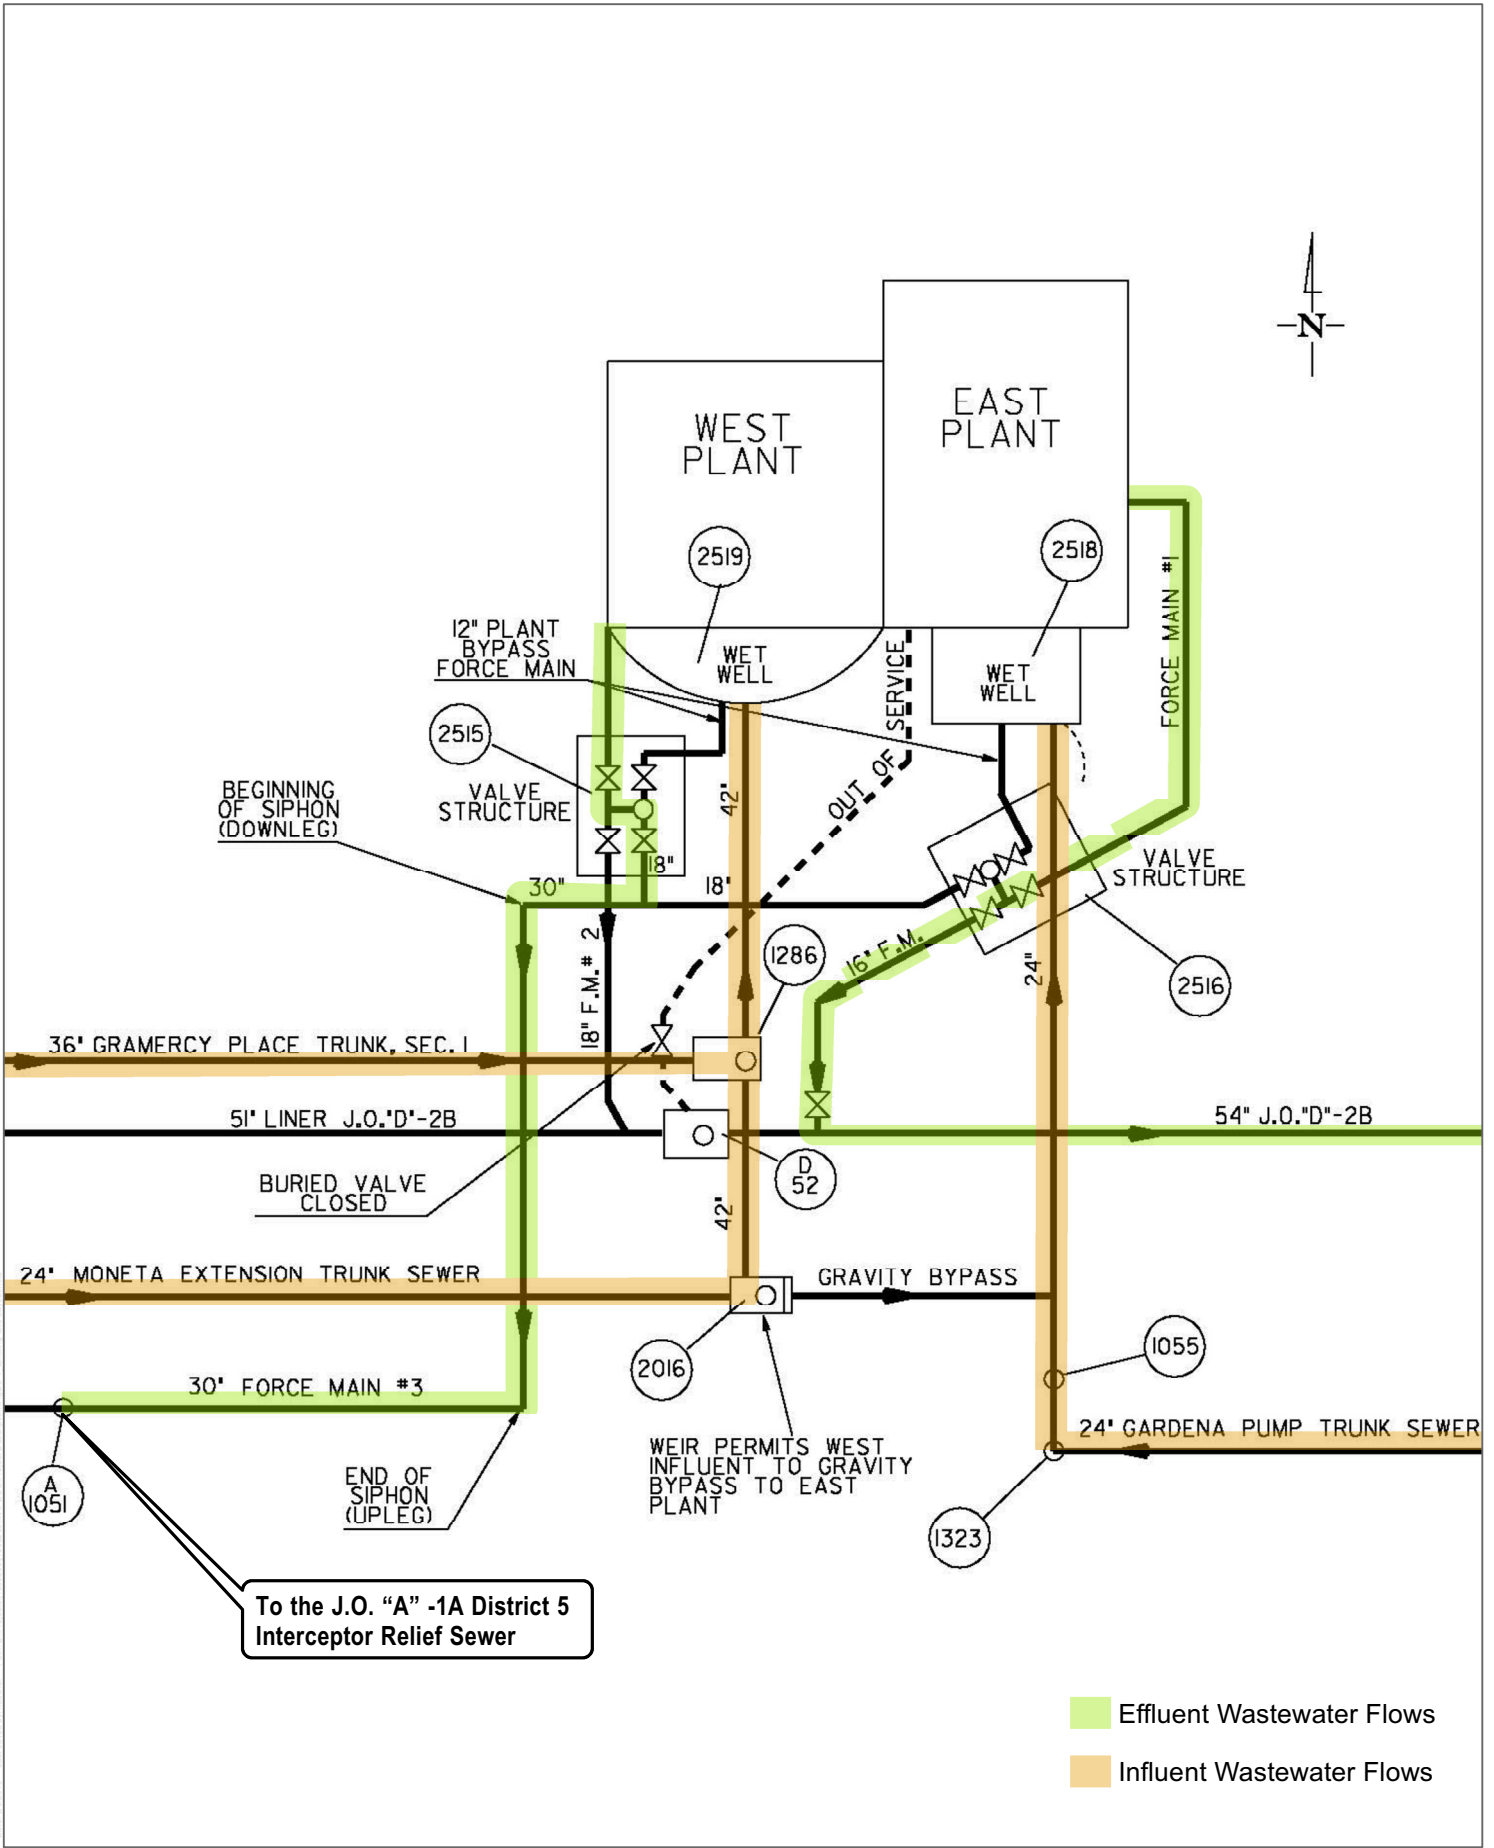 N
WEST
PLANT
EAST
PLANT
2519
2518
12" PLANT
BYPASS
FORCE MAIN
WET
WELL
WET
WELL
OUT OF SERVICE
FORCE MAIN #1
2515
VALVE
STRUCTURE
BEGINNING
OF SIPHON
(DOWNLEG)
42"
18"
30"
18"
VALVE
STRUCTURE
18" F.M.# 2
1286
16" F.M.
24"
2516
36" GRAMERCY PLACE TRUNK, SEC. 1
51" LINER J.O."D"-2B
54" J.O."D"-2B
D
52
BURIED VALVE
CLOSED
42"
24" MONETA EXTENSION TRUNK SEWER
GRAVITY BYPASS
2016
1055
30" FORCE MAIN #3
24" GARDENA PUMP TRUNK SEWER
WEIR PERMITS WEST
INFLUENT TO GRAVITY
BYPASS TO EAST
PLANT
A
1051
END OF
SIPHON
(UPLEG)
1323
To the J.O. “A” -1A District 5
Interceptor Relief Sewer
Effluent Wastewater Flows
Influent Wastewater Flows